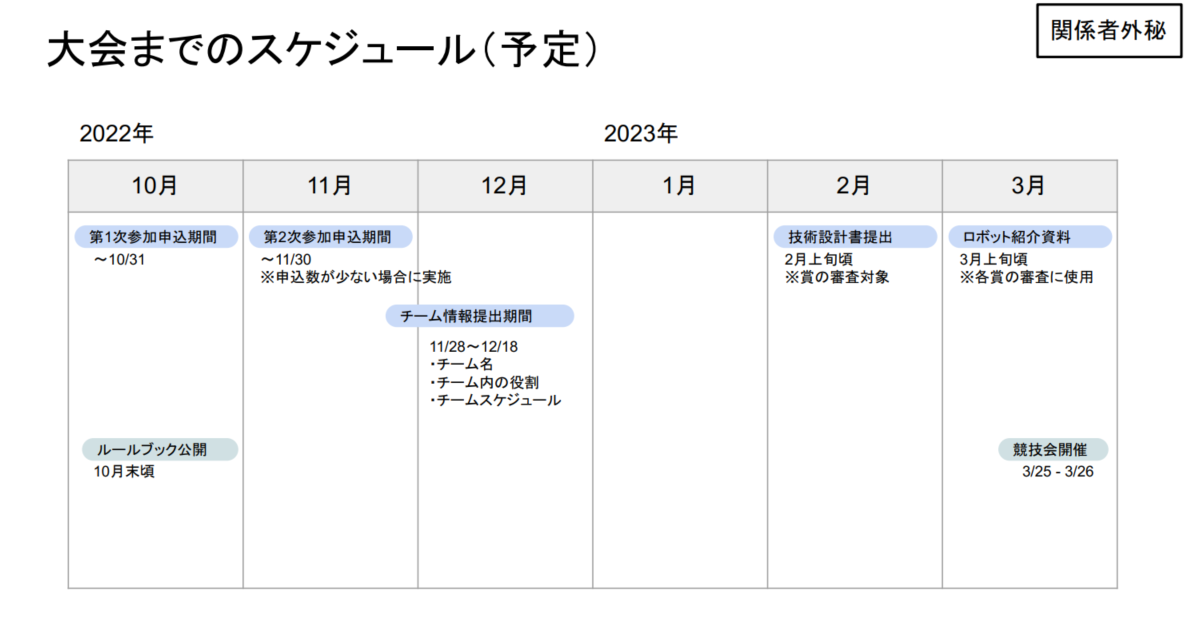 大会までのスケジュール（予定）
関係者外秘
2022年
2023年
10月
11月
12月
1月
2月
3月
第1次参加申込期間
～10/31
第2次参加申込期間
～11/30
※申込数が少ない場合に実施
技術設計書提出
2月上旬頃
※賞の審査対象
ロボット紹介資料
3月上旬頃
※各賞の審査に使用
チーム情報提出期間
11/28～12/18
・チーム名
・チーム内の役割
・チームスケジュール
ルールブック公開
10月末頃
競技会開催
3/25 - 3/26